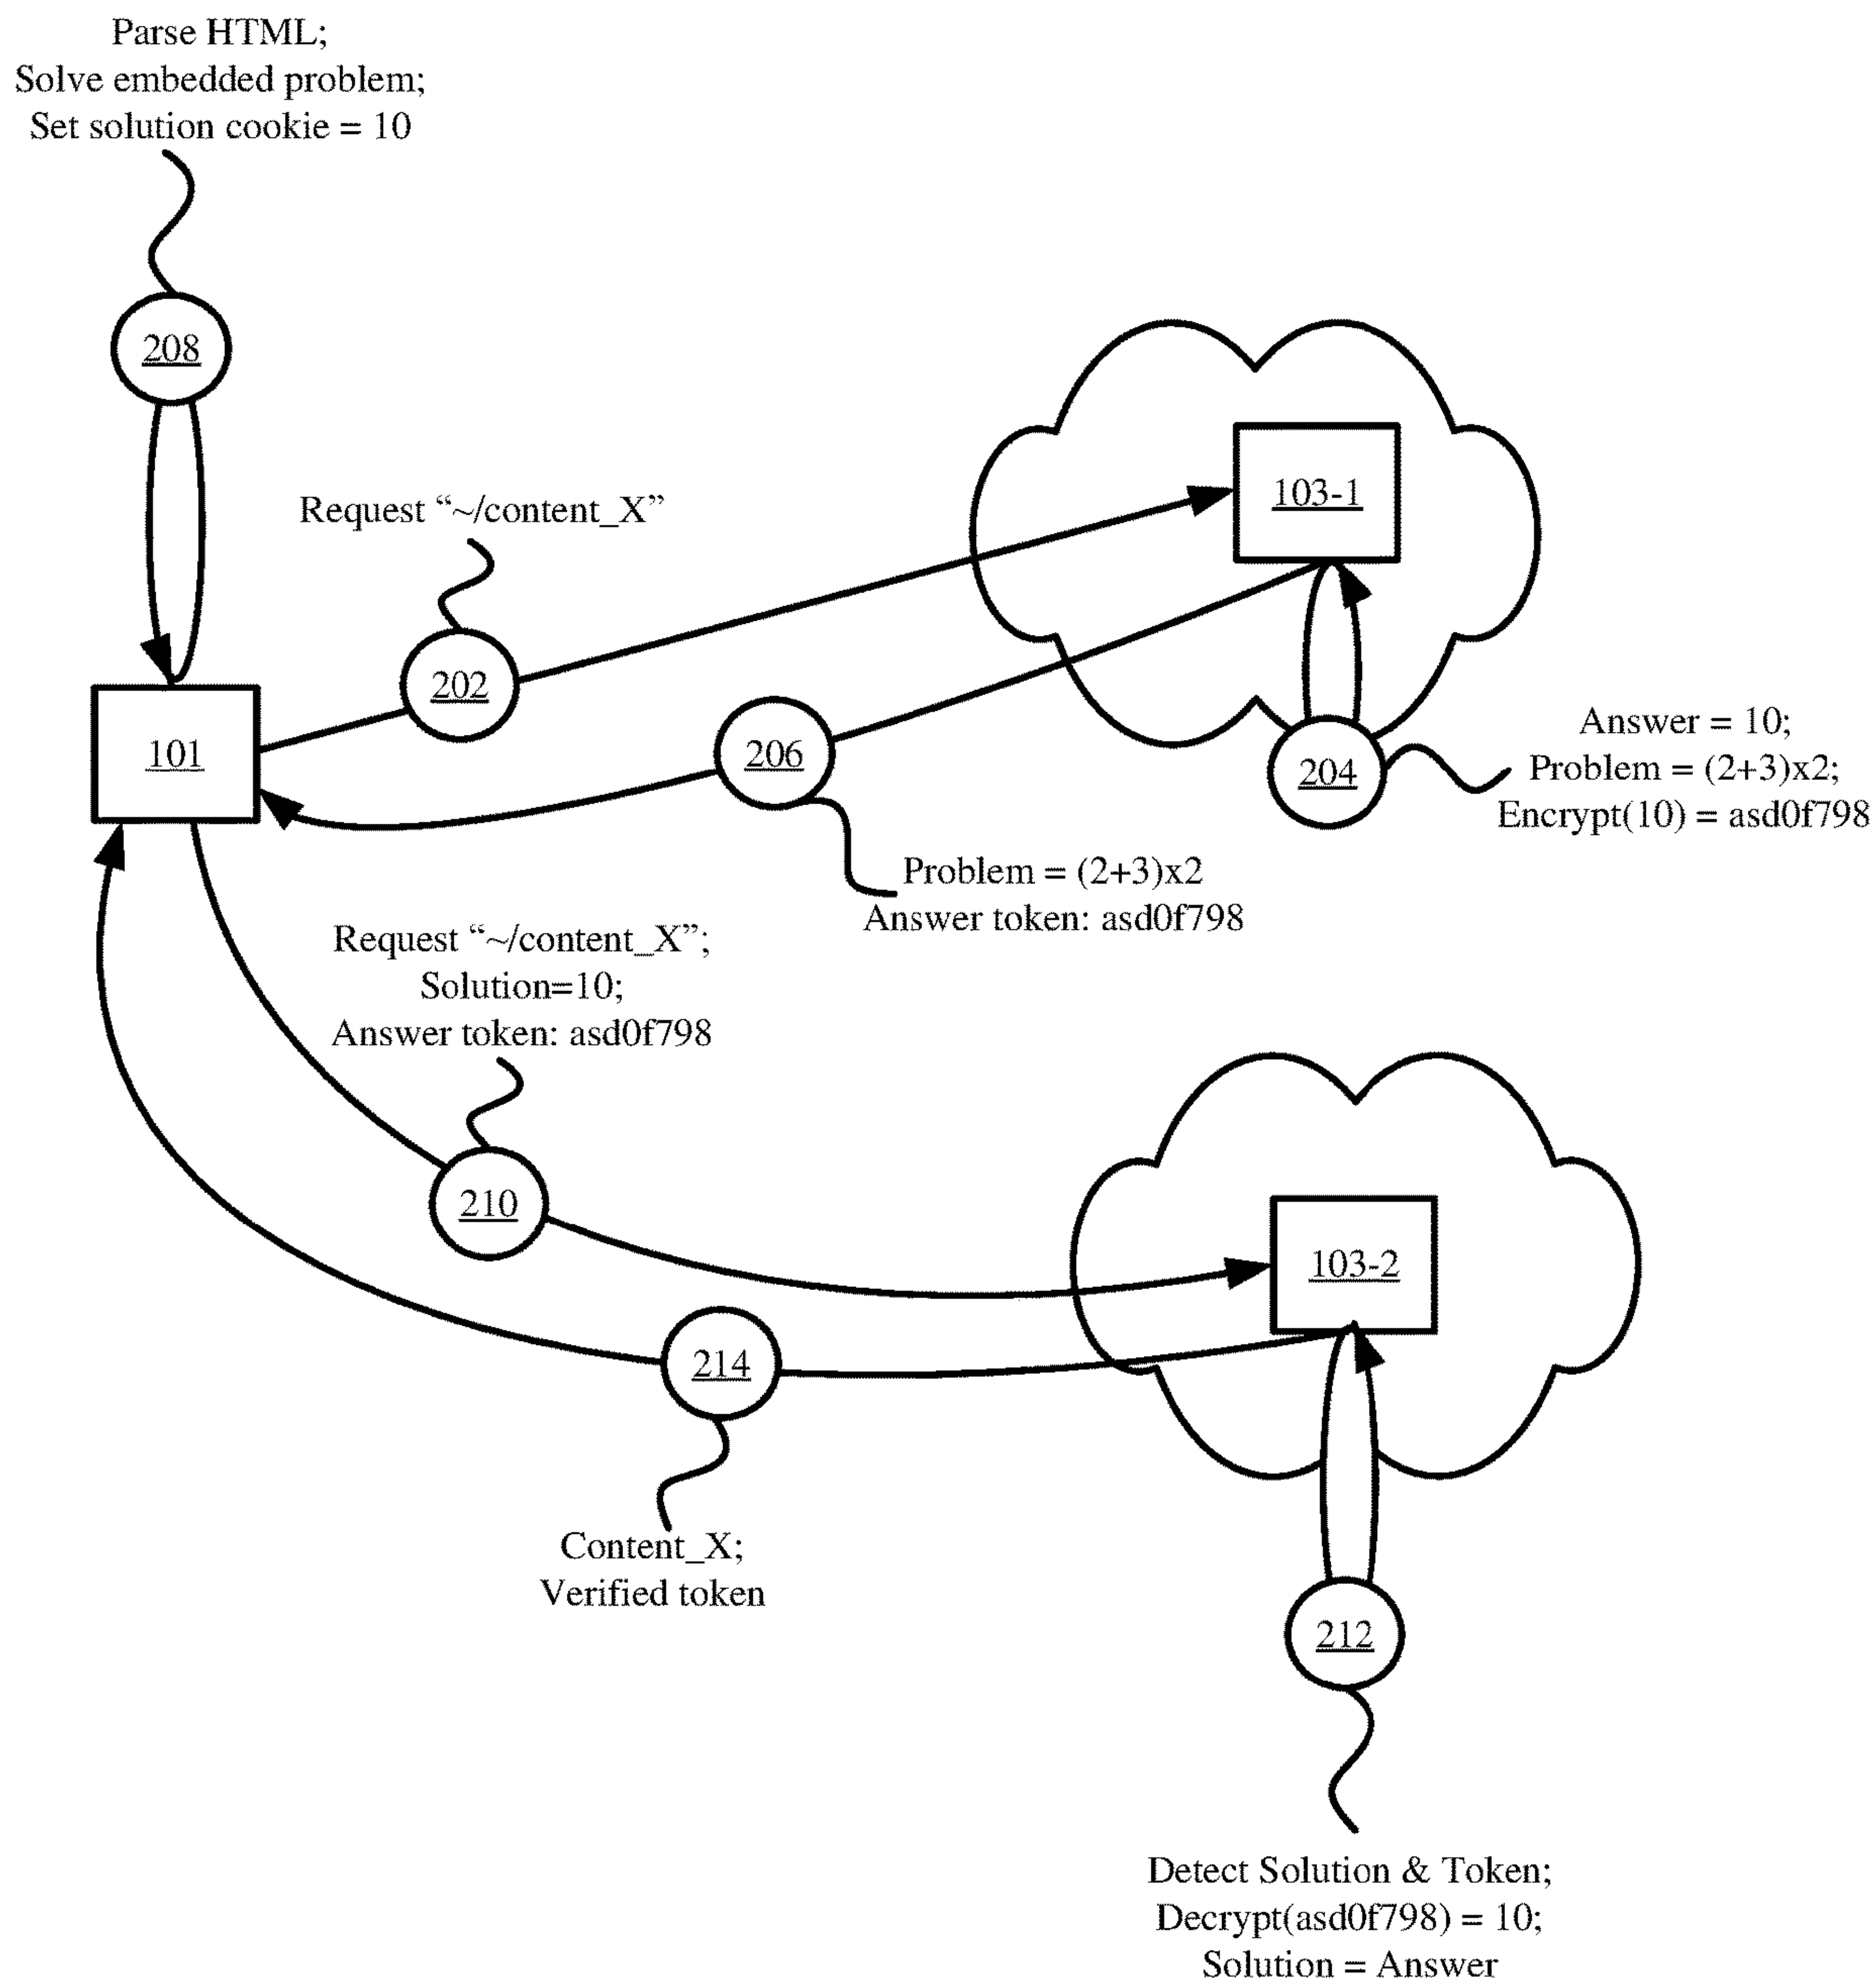 Parse HTML;
Solve embedded problem;
Set solution cookie = 10
208
Request “~/content_X”
202
103-1
101
206
204
Answer = 10;
Problem = (2+3)x2;
Encrypt(10) = asd0f798
Problem = (2+3)x2
Answer token: asd0f798
Request “~/content_X”;
Solution=10;
Answer token: asd0f798
210
103-2
214
Content_X;
Verified token
212
Detect Solution & Token;
Decrypt(asd0f798) = 10;
Solution = Answer